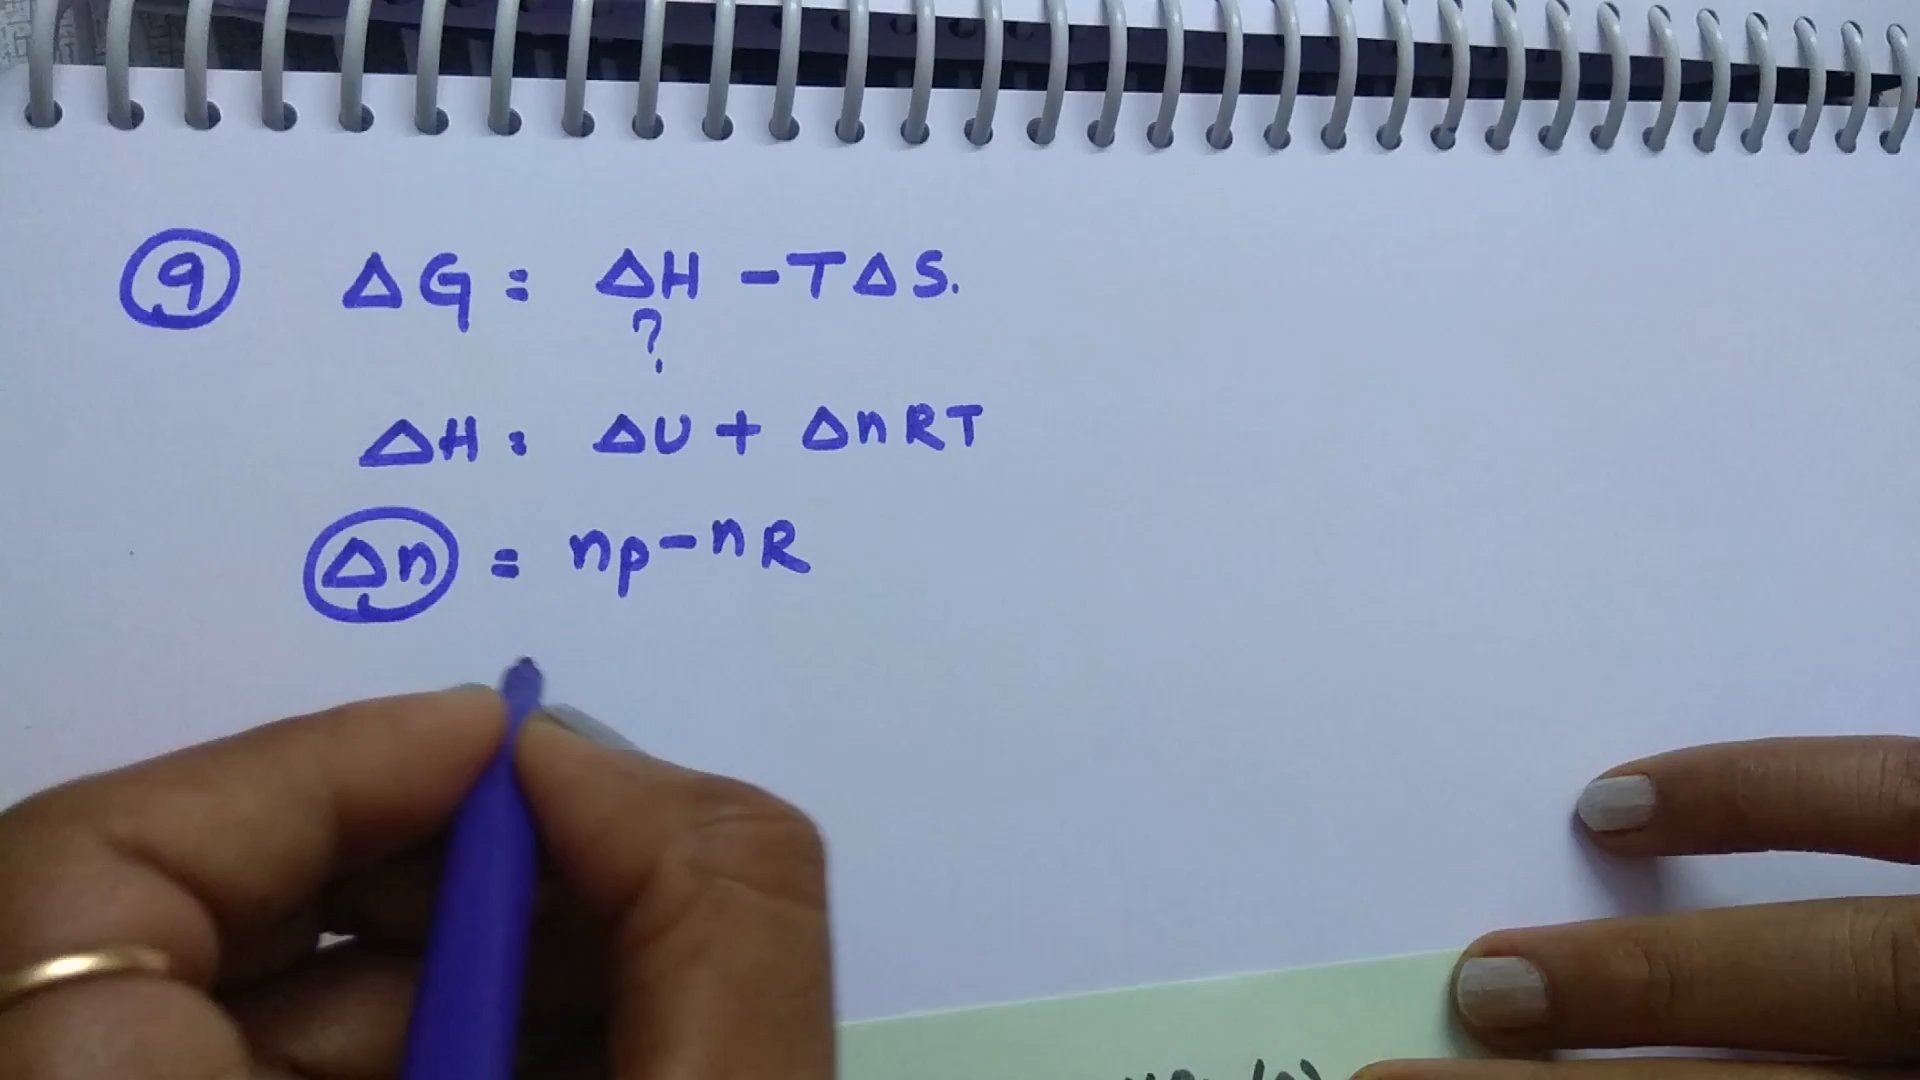 9 ΔG = ΔH - TΔS.
?
ΔH = ΔU + ΔnRT
Δn = np - nR